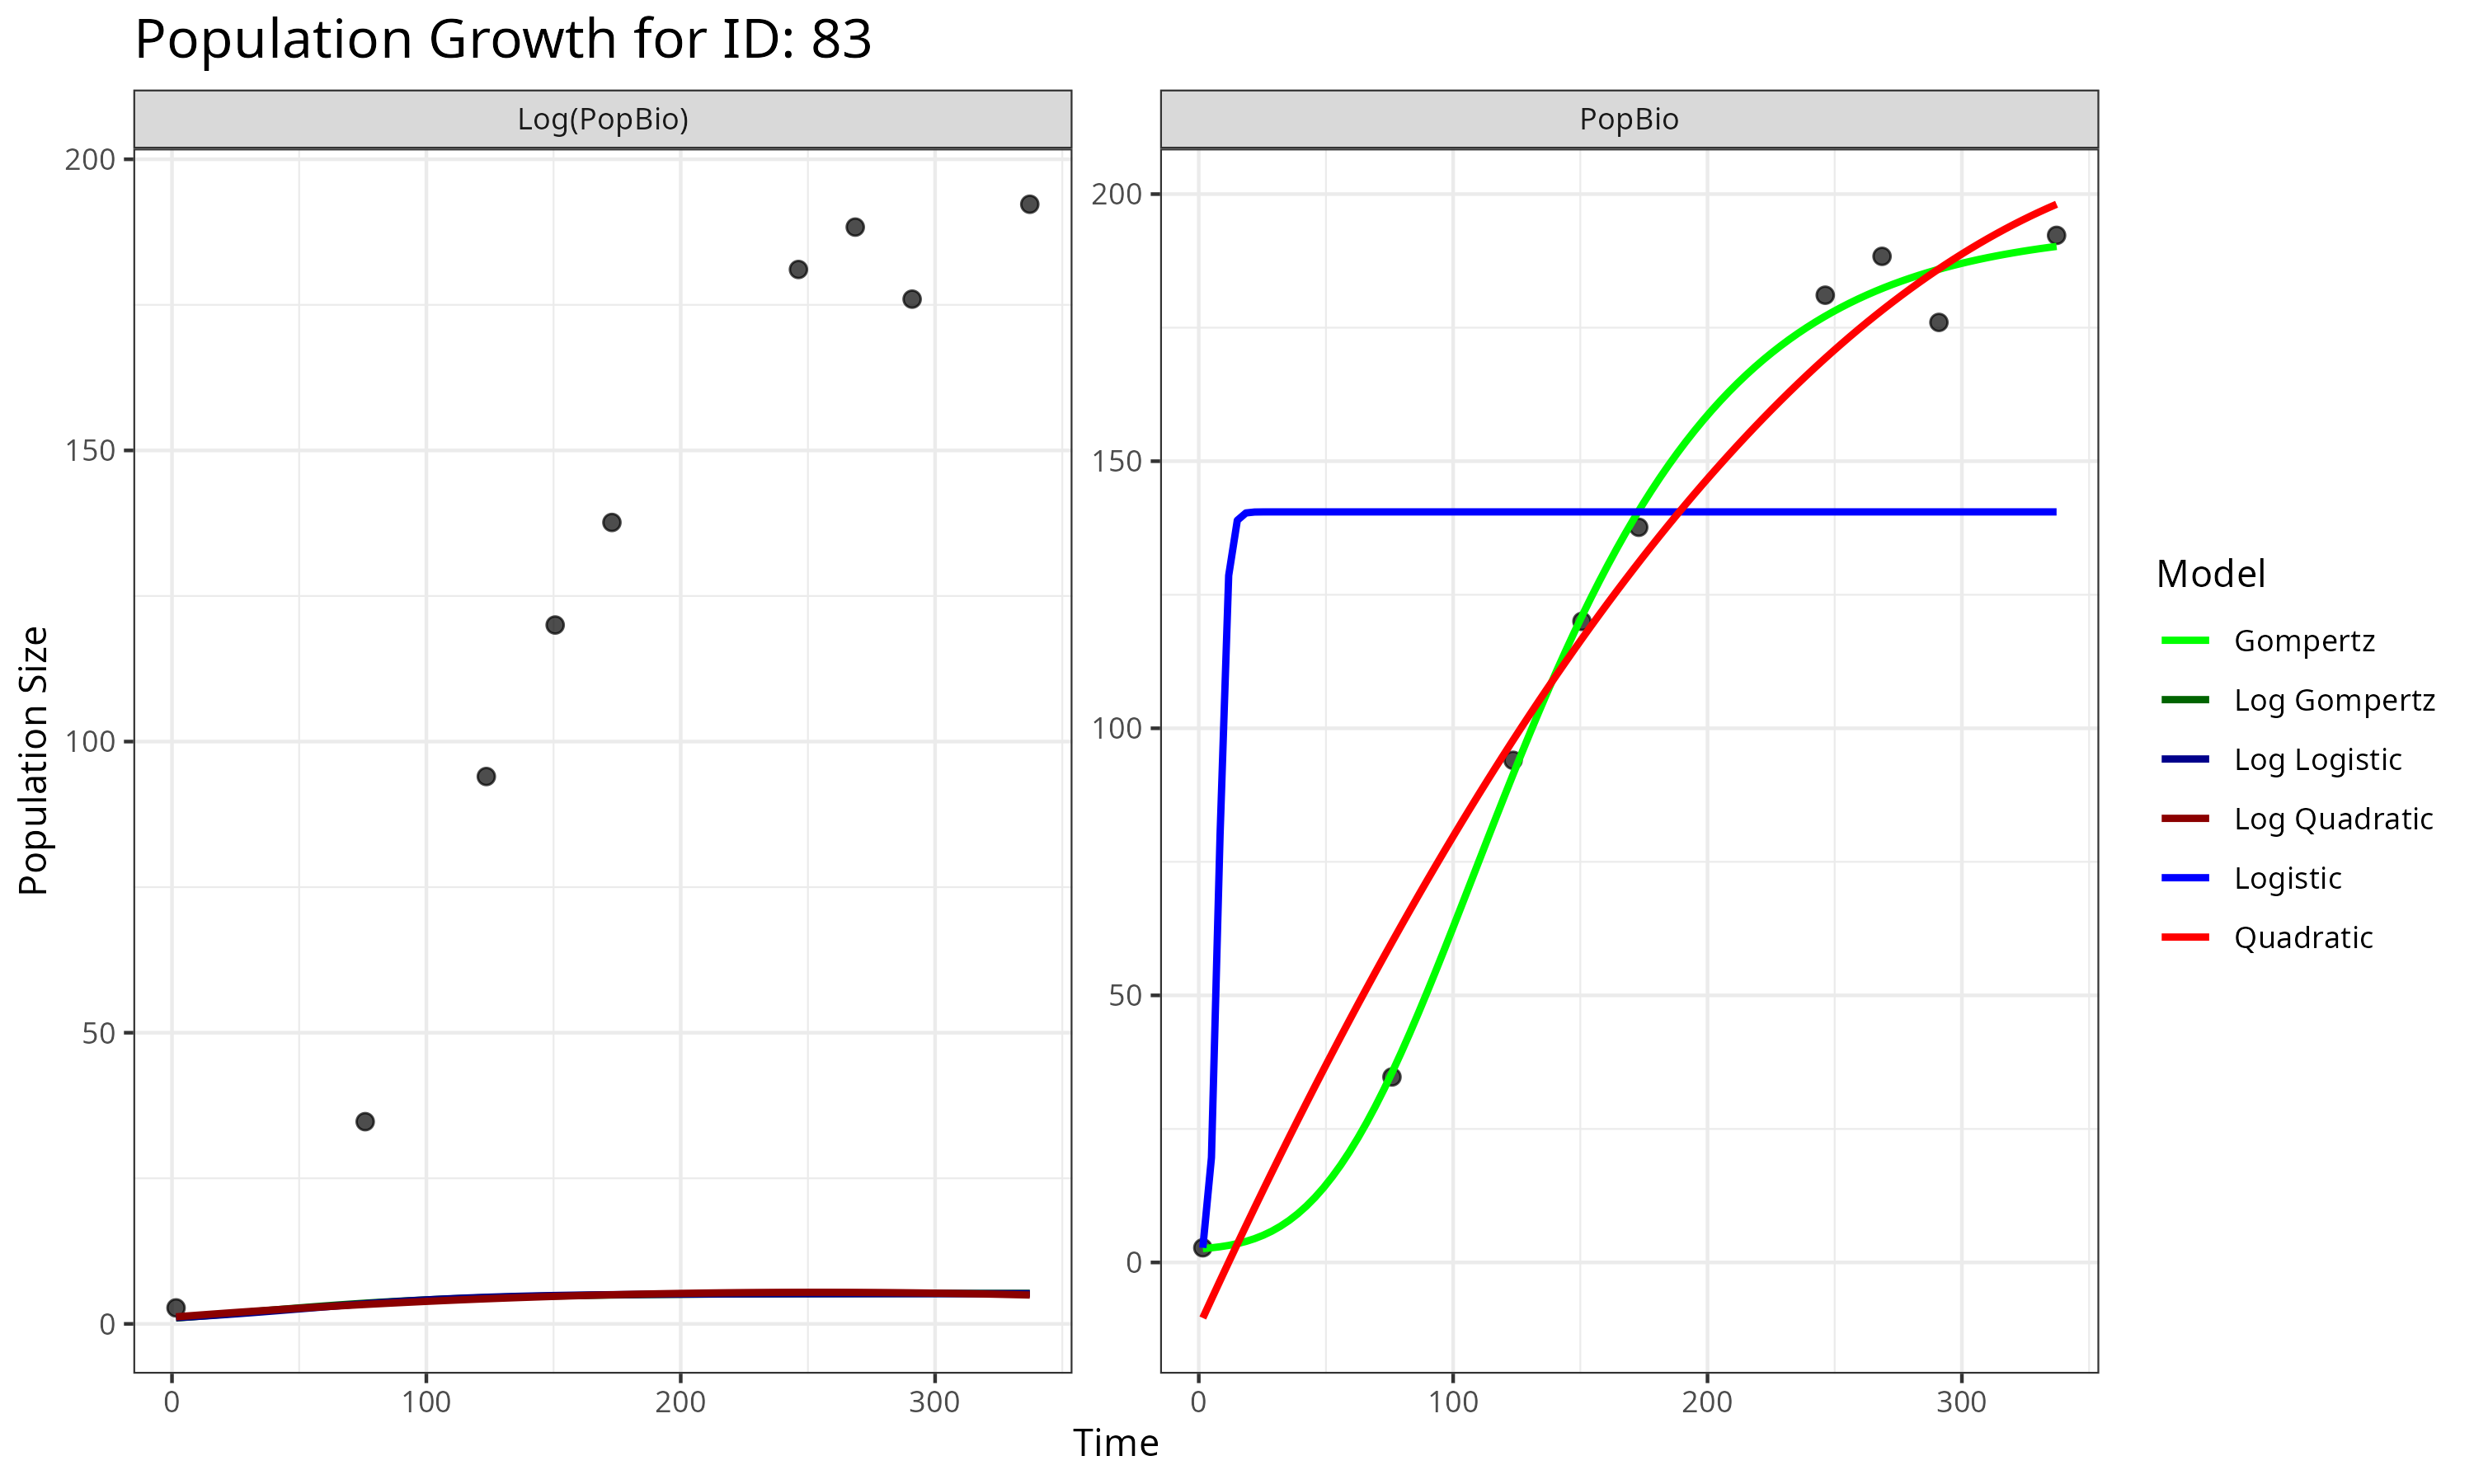 Population Growth for ID: 83
Log(PopBio)
PopBio
Population Size
200
150
100
50
0
200
150
100
50
0
0 100 200 300
0 100 200 300
Time
Model
Gompertz
Log Gompertz
Log Logistic
Log Quadratic
Logistic
Quadratic